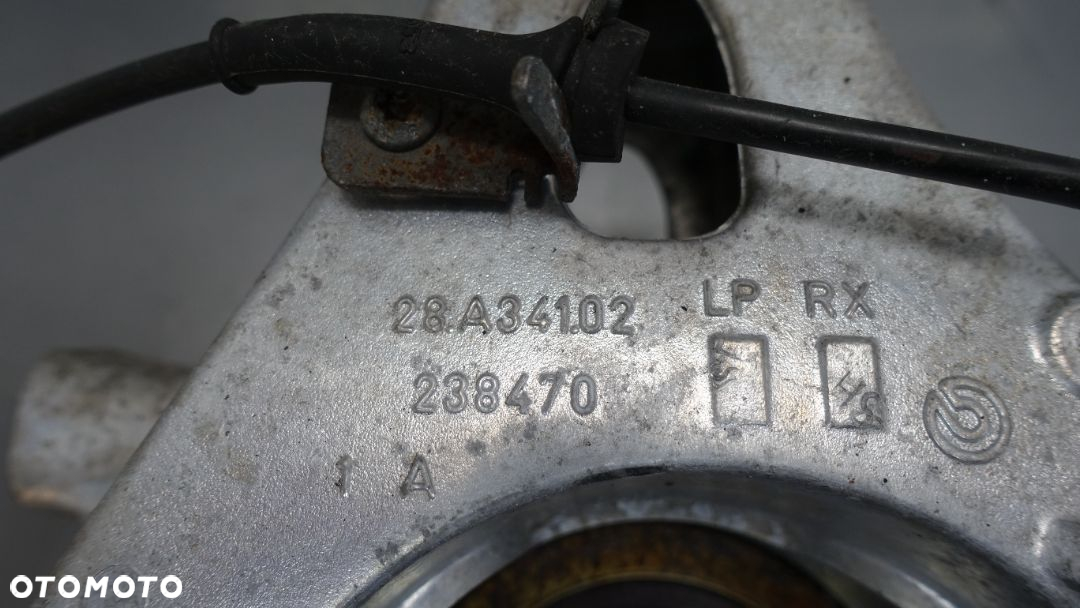 LP RX
28.A341.02
238470
1 A
OTOMOTO